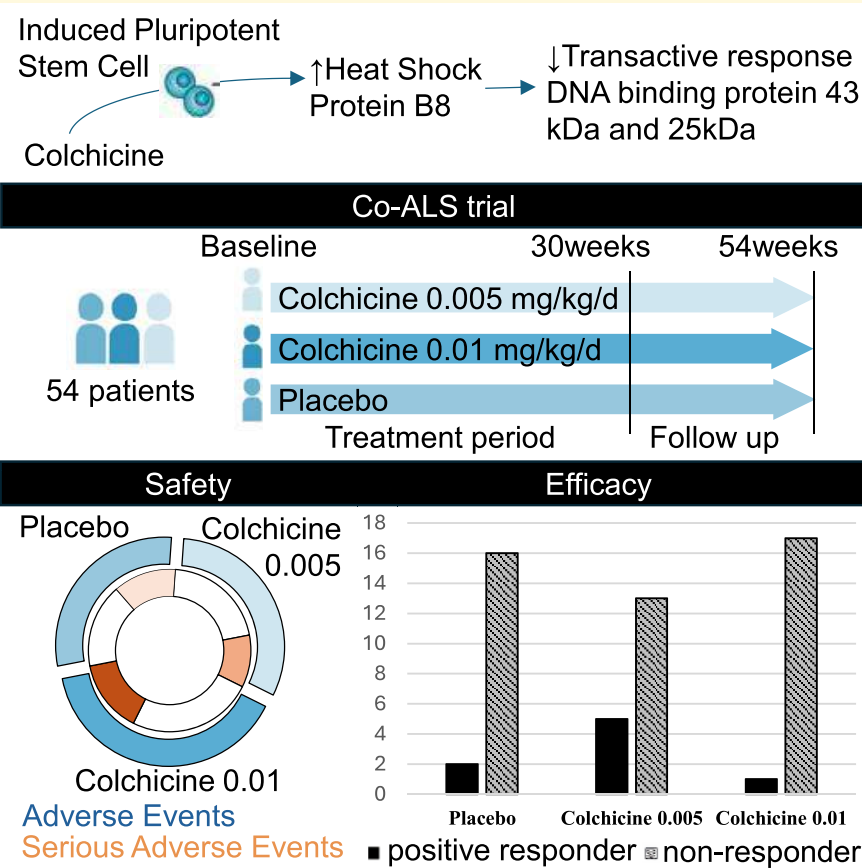 Induced Pluripotent
Stem Cell
Colchicine
↑Heat Shock
Protein B8
↓Transactive response
DNA binding protein 43
kDa and 25kDa
Co-ALS trial
Baseline
30weeks
54weeks
54 patients
Colchicine 0.005 mg/kg/d
Colchicine 0.01 mg/kg/d
Placebo
Treatment period
Follow up
Safety
Placebo
Colchicine
0.005
Colchicine 0.01
Adverse Events
Serious Adverse Events
Efficacy
18
16
14
12
10
8
6
4
2
0
Placebo
Colchicine 0.005
Colchicine 0.01
positive responder
non-responder